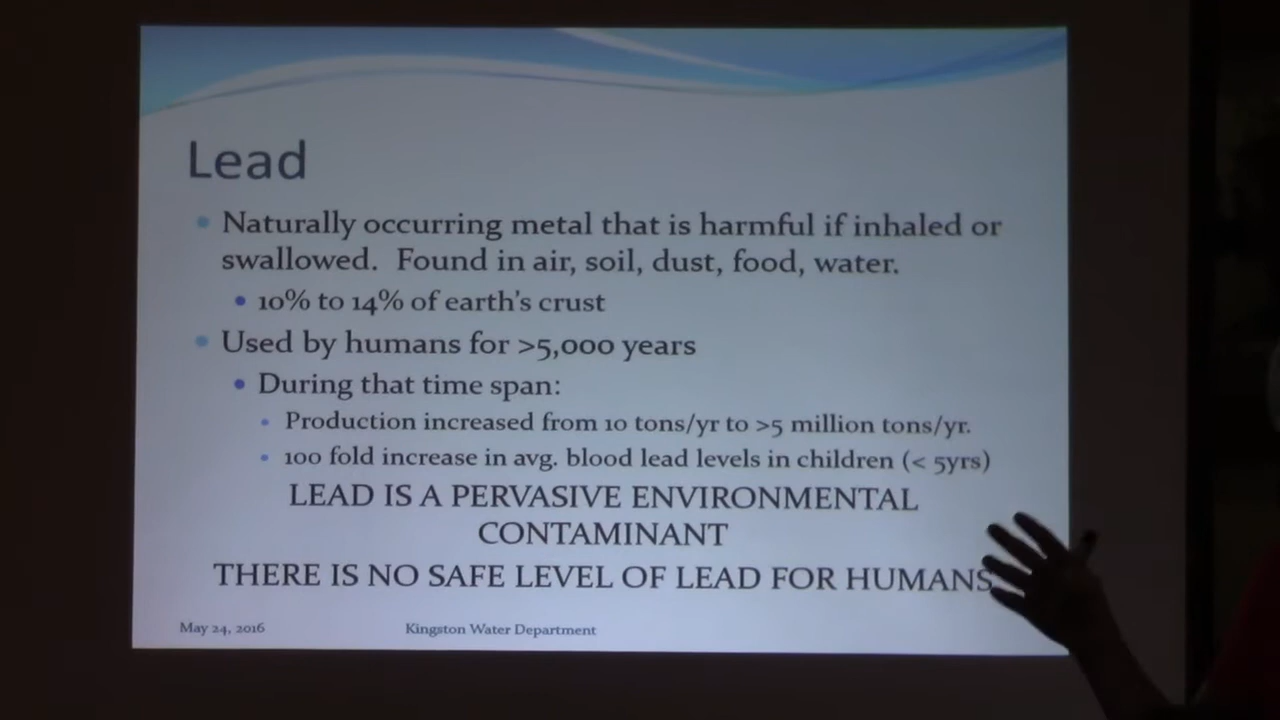 Lead
Naturally occurring metal that is harmful if inhaled or
swallowed. Found in air, soil, dust, food, water.
10% to 14% of earth's crust
Used by humans for >5,000 years
During that time span:
Production increased from 10 tons/yr to >5 million tons/yr.
100 fold increase in avg. blood lead levels in children (< 5yrs)
LEAD IS A PERVASIVE ENVIRONMENTAL
CONTAMINANT
THERE IS NO SAFE LEVEL OF LEAD FOR HUMANS
May 24, 2016
Kingston Water Department